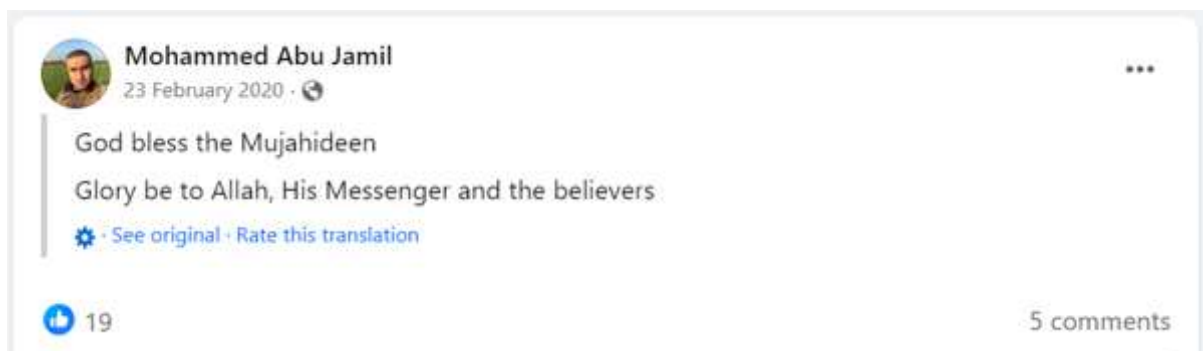 Mohammed Abu Jamil
23 February 2020 ·
God bless the Mujahideen
Glory be to Allah, His Messenger and the believers
· See original · Rate this translation
19
5 comments